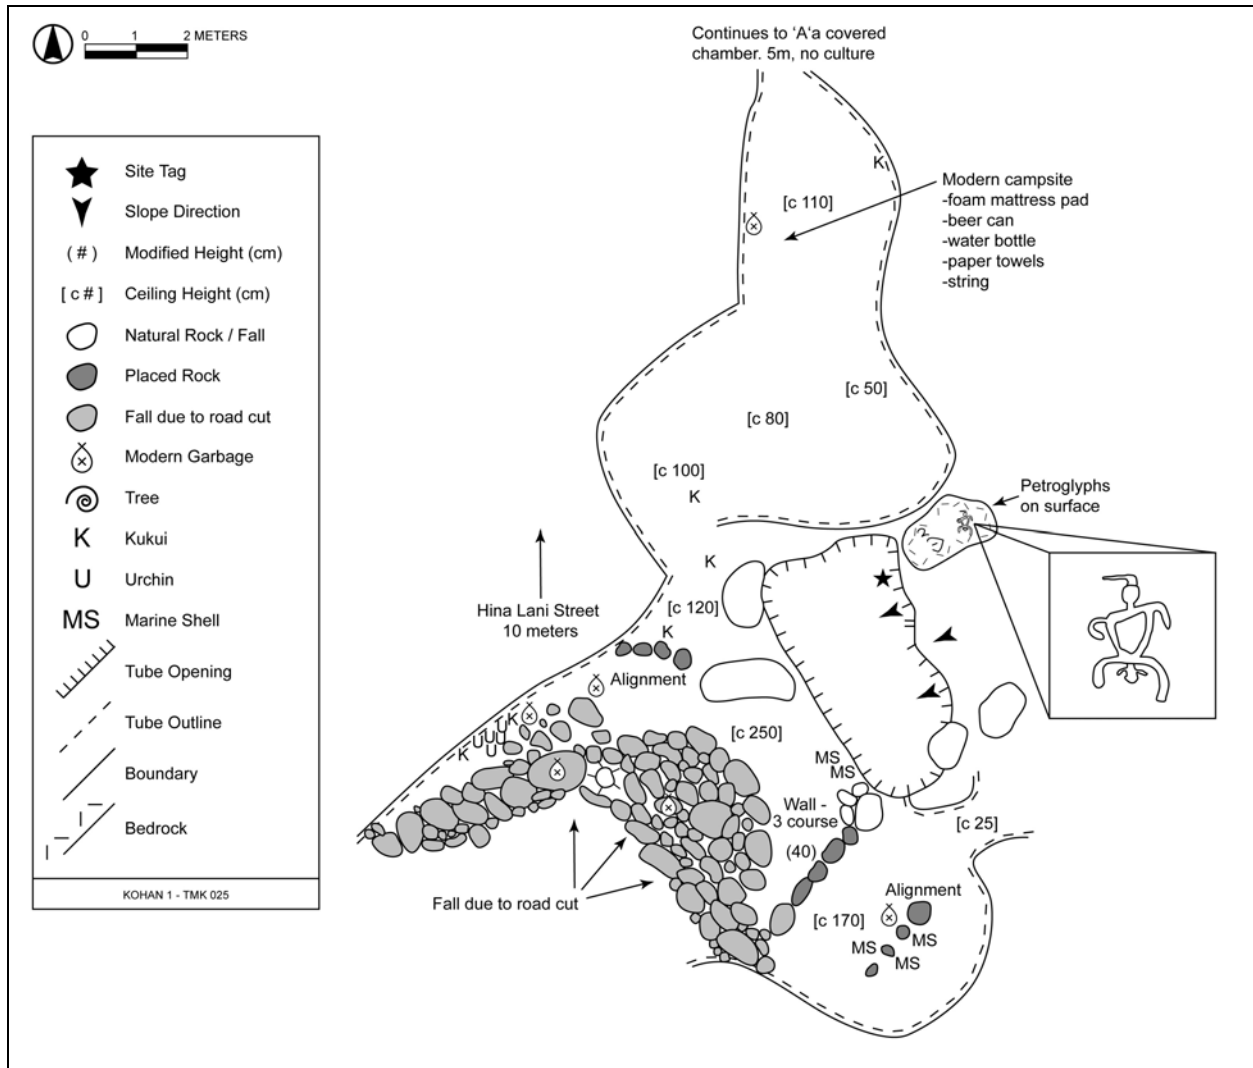 0 1 2 METERS
Continues to ‘A‘a covered
chamber. 5m, no culture
Site Tag
Slope Direction
( # ) Modified Height (cm)
[ c # ] Ceiling Height (cm)
Natural Rock / Fall
Placed Rock
Fall due to road cut
Modern Garbage
Tree
K Kukui
U Urchin
MS Marine Shell
Tube Opening
Tube Outline
Boundary
Bedrock
KOHAN 1 - TMK 025
K
[c 110]
Modern campsite
-foam mattress pad
-beer can
-water bottle
-paper towels
-string
[c 50]
[c 80]
[c 100]
K
Petroglyphs
on surface
K
Hina Lani Street
10 meters
[c 120]
K
Alignment
K
U
U U U
U U
K
[c 250]
MS
MS
Wall -
3 course
(40)
[c 25]
Fall due to road cut
[c 170]
Alignment
MS
MS
MS